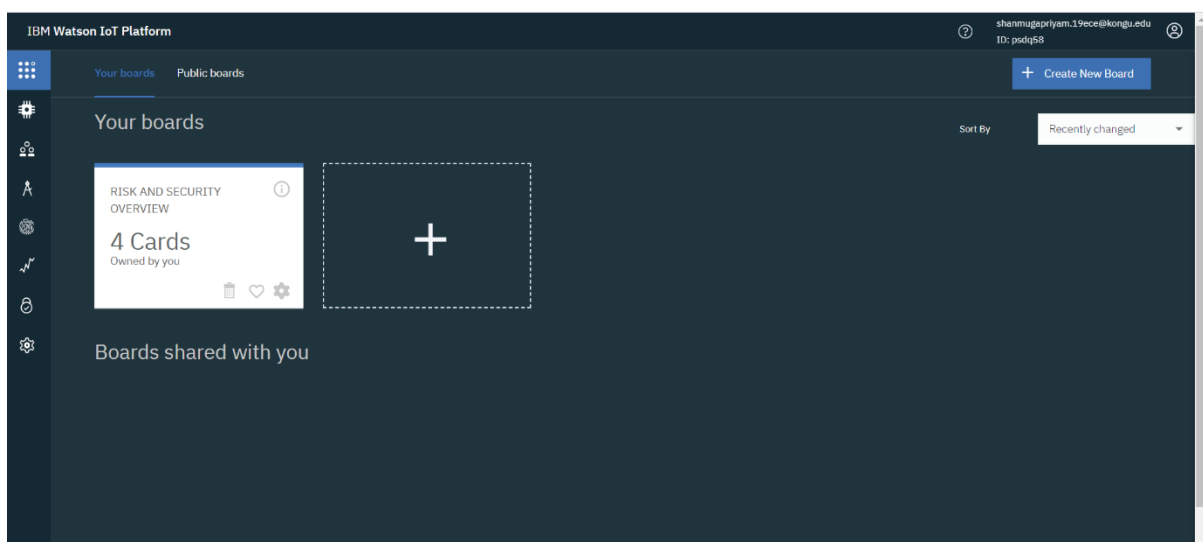 IBM Watson IoT Platform
shanmugapriyam.19ece@kongu.edu
ID: psdq58
Your boards
Public boards
+ Create New Board
Your boards
Sort By
Recently changed
RISK AND SECURITY
OVERVIEW
4 Cards
Owned by you
Boards shared with you